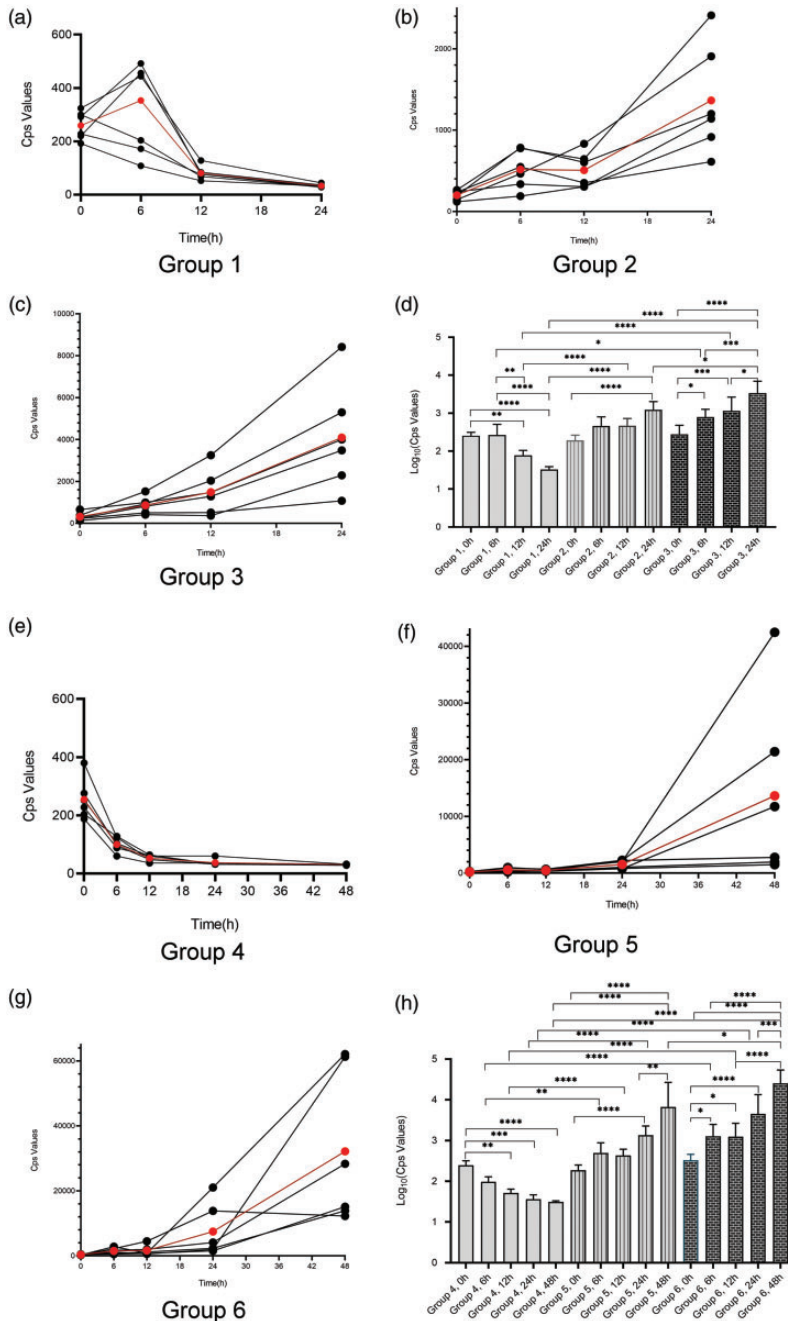 (a)
600
400
200
0
Cps Values
0 6 12 18 24
Time(h)
Group 1
(b)
2000
1000
0
Cps Values
0 6 12 18 24
Time(h)
Group 2
(c)
10000
8000
6000
4000
2000
0
Cps Values
0 6 12 18 24
Time(h)
Group 3
(d)
****
****
****
*
***
**
****
*
****
****
***
*
****
****
*
**
5
4
3
2
1
0
Log10(Cps Values)
Group 1, 0h
Group 1, 6h
Group 1, 12h
Group 1, 24h
Group 2, 0h
Group 2, 6h
Group 2, 12h
Group 2, 24h
Group 3, 0h
Group 3, 6h
Group 3, 12h
Group 3, 24h
(e)
600
400
200
0
Cps Values
0 6 12 18 24 30 36 42 48
Time(h)
Group 4
(f)
40000
30000
20000
10000
0
Cps Values
0 6 12 18 24 30 36 42 48
Time(h)
Group 5
(g)
60000
40000
20000
0
Cps Values
0 6 12 18 24 30 36 42 48
Time(h)
Group 6
(h)
****
****
****
****
****
***
****
****
*
****
****
**
****
**
****
*
****
****
*
***
**
5
4
3
2
1
0
Log10(Cps Values)
Group 4, 0h
Group 4, 6h
Group 4, 12h
Group 4, 24h
Group 4, 48h
Group 5, 0h
Group 5, 6h
Group 5, 12h
Group 5, 24h
Group 5, 48h
Group 6, 0h
Group 6, 6h
Group 6, 12h
Group 6, 24h
Group 6, 48h